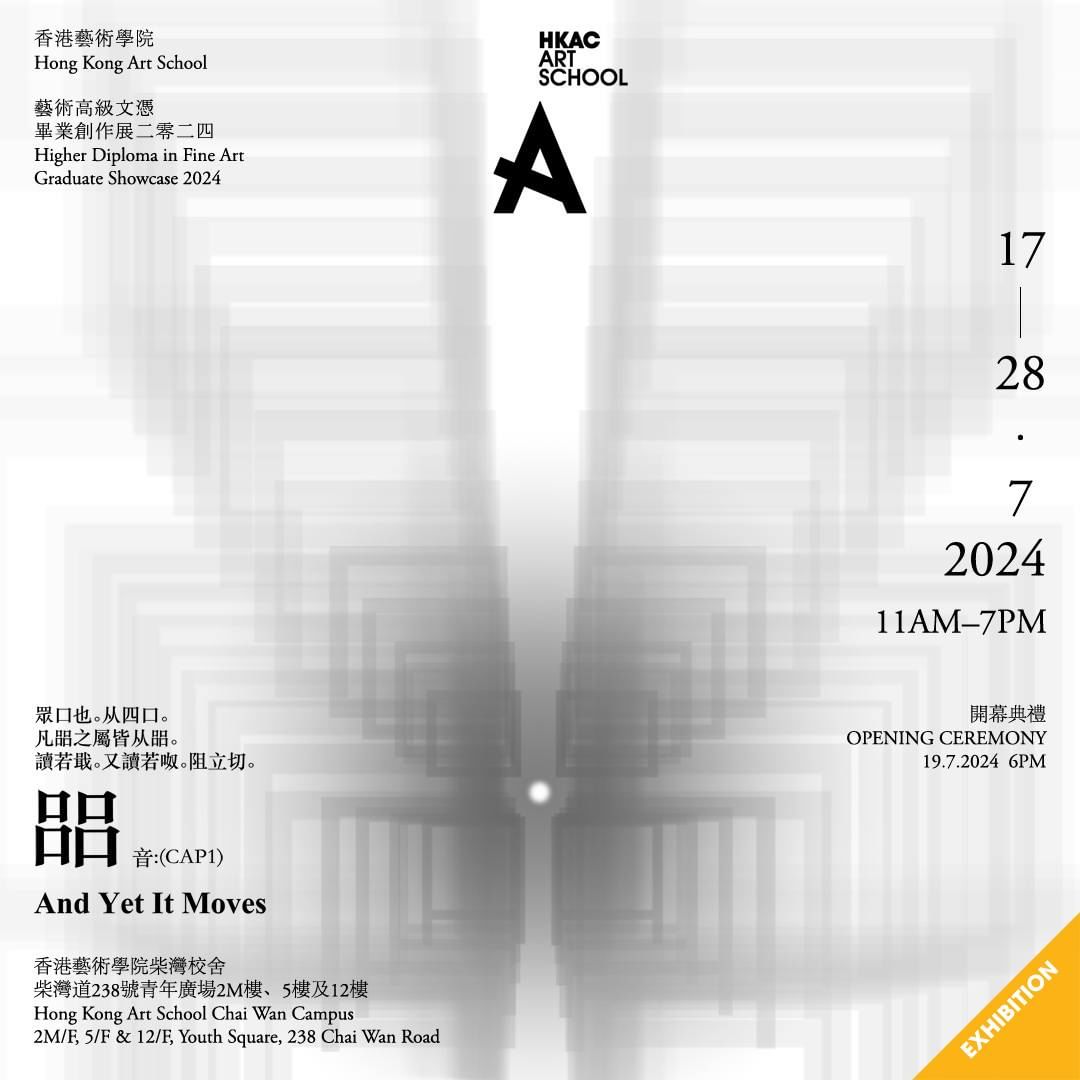 香港藝術學院
Hong Kong Art School
藝術高級文憑
畢業創作展二零二四
Higher Diploma in Fine Art
Graduate Showcase 2024
HKAC
ART
SCHOOL
17
—
28
.
7
2024
11AM–7PM
開幕典禮
OPENING CEREMONY
19.7.2024 6PM
眾口也。从四口。
凡㗊之屬皆从㗊。
讀若戢。又讀若呶。阻立切。
㗊 音:(CAP1)
And Yet It Moves
香港藝術學院柴灣校舍
柴灣道238號青年廣場2M樓、5樓及12樓
Hong Kong Art School Chai Wan Campus
2M/F, 5/F & 12/F, Youth Square, 238 Chai Wan Road
EXHIBITION